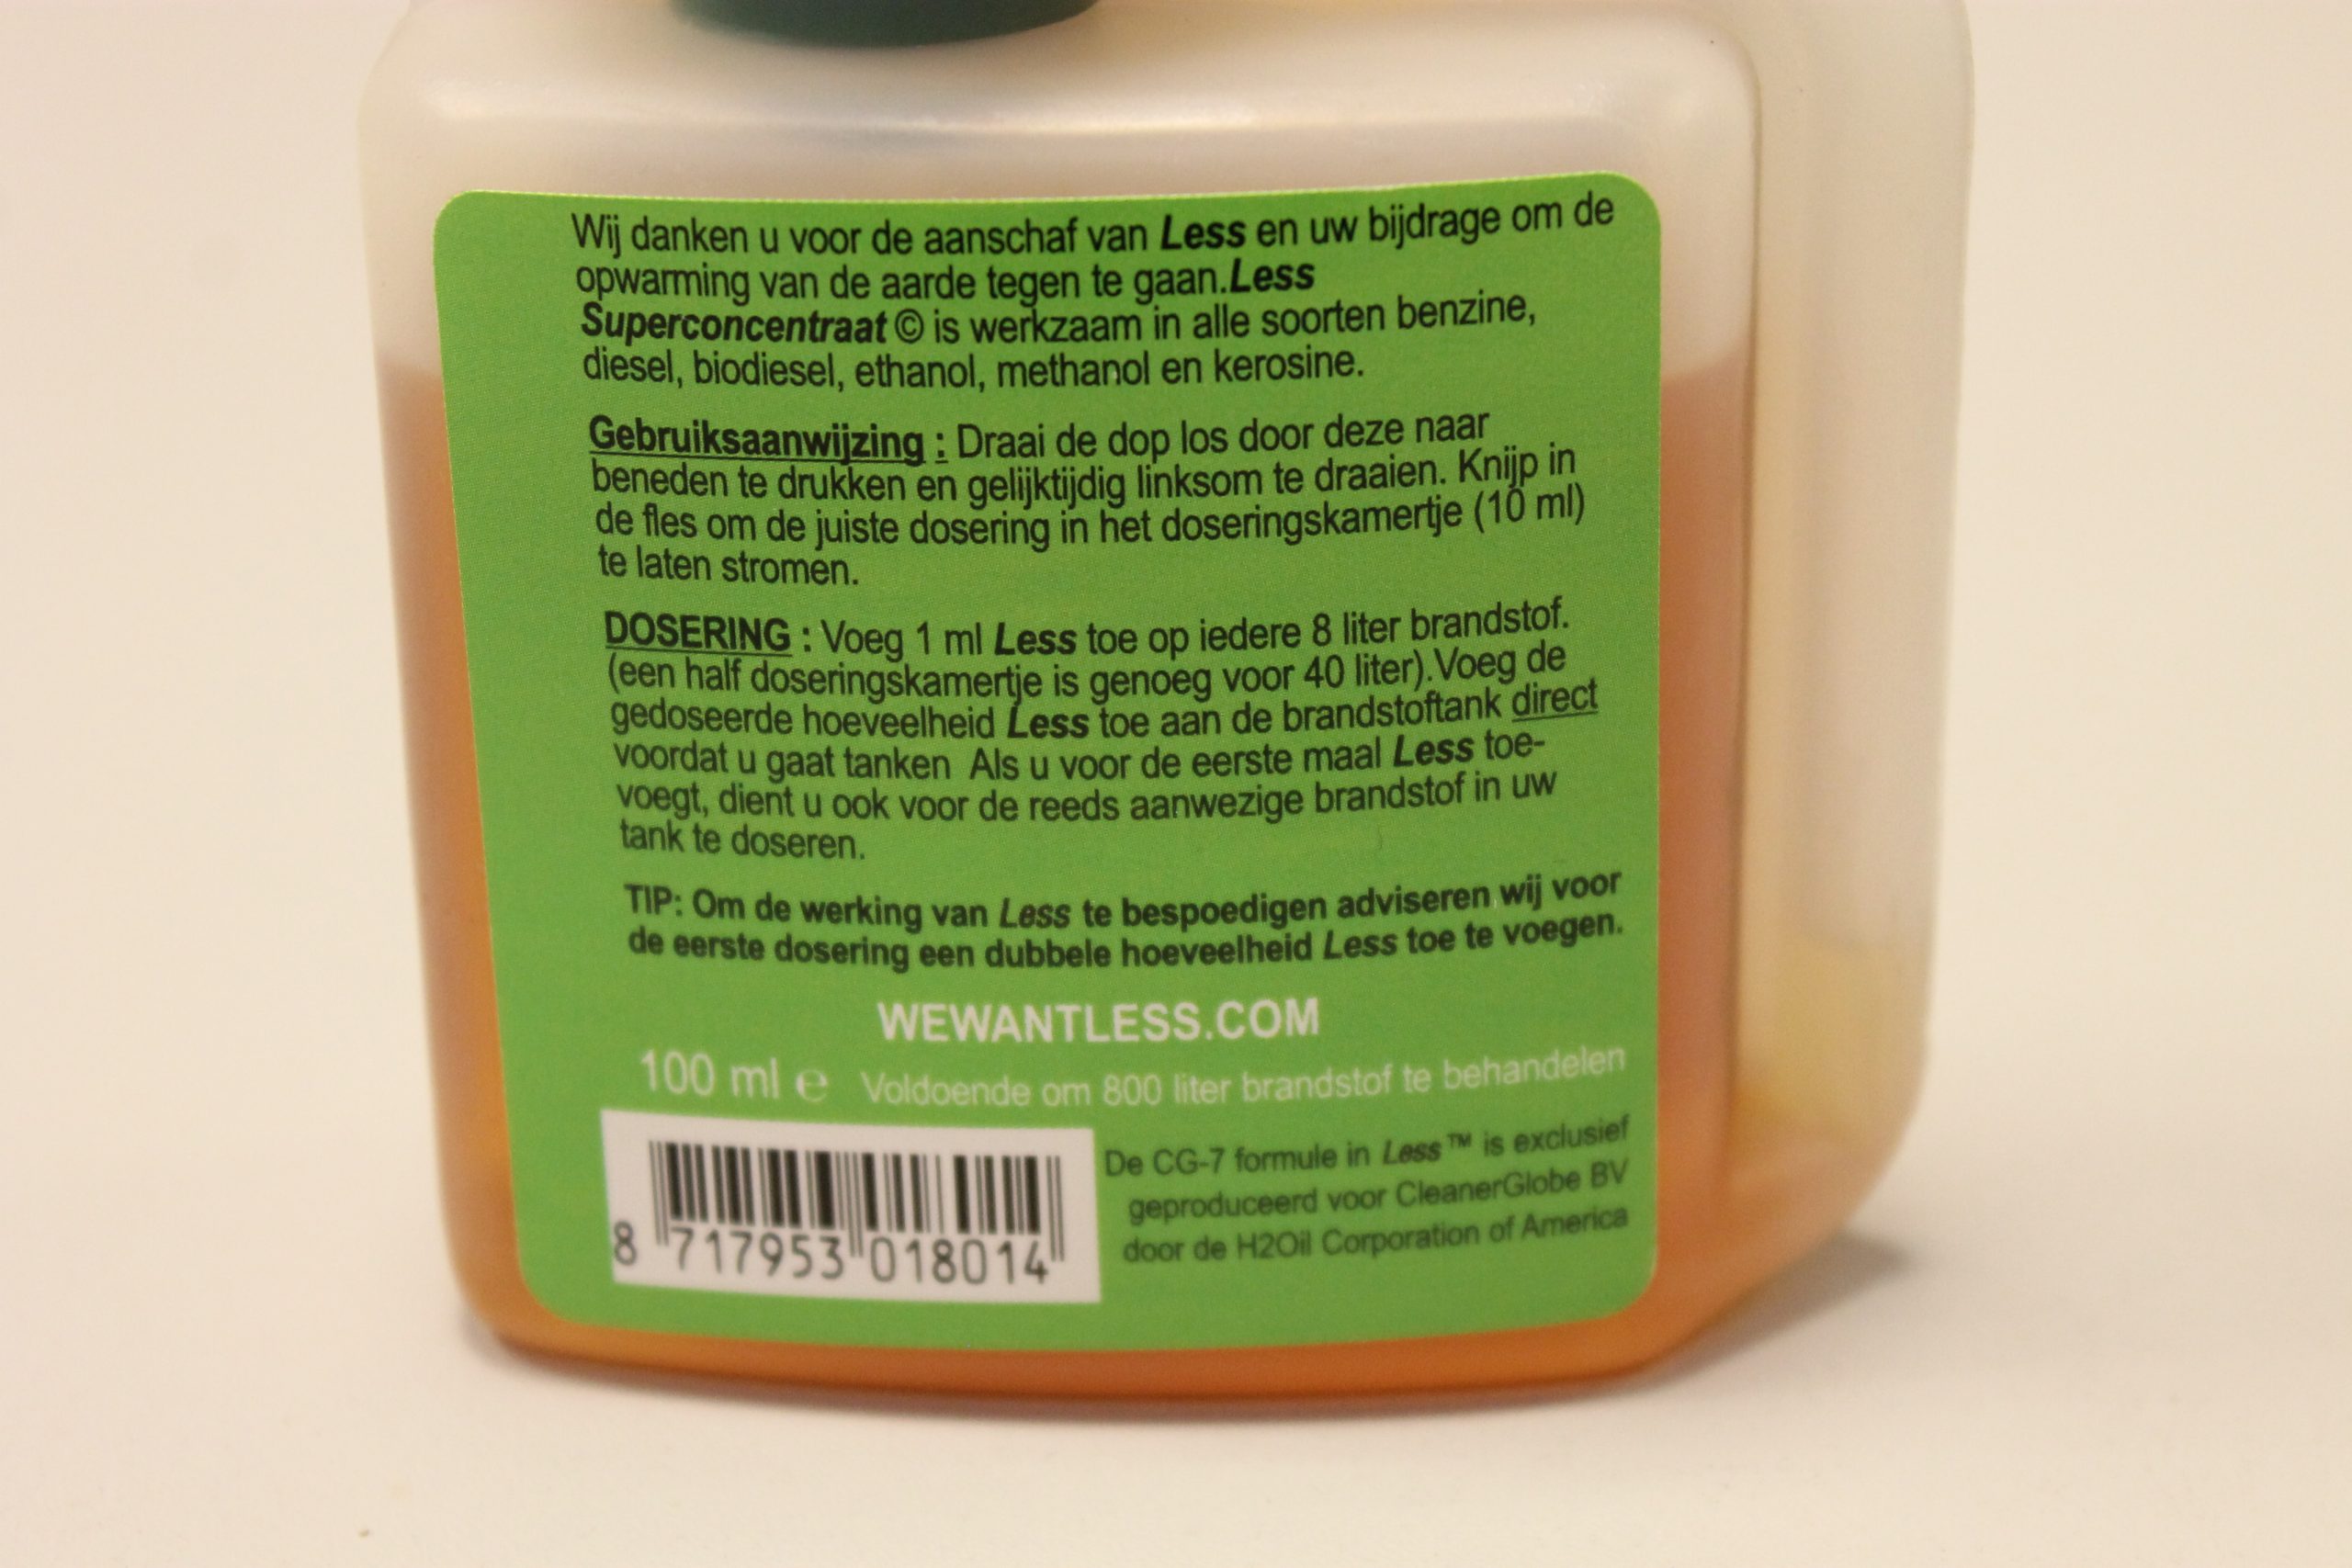 Wij danken u voor de aanschaf van Less en uw bijdrage om de
opwarming van de aarde tegen te gaan.Less
Superconcentraat © is werkzaam in alle soorten benzine,
diesel, biodiesel, ethanol, methanol en kerosine.
Gebruiksaanwijzing : Draai de dop los door deze naar
beneden te drukken en gelijktijdig linksom te draaien. Knijp in
de fles om de juiste dosering in het doseringskamertje (10 ml)
te laten stromen.
DOSERING : Voeg 1 ml Less toe op iedere 8 liter brandstof.
(een half doseringskamertje is genoeg voor 40 liter).Voeg de
gedoseerde hoeveelheid Less toe aan de brandstoftank direct
voordat u gaat tanken Als u voor de eerste maal Less toe-
voegt, dient u ook voor de reeds aanwezige brandstof in uw
tank te doseren.
TIP: Om de werking van Less te bespoedigen adviseren wij voor
de eerste dosering een dubbele hoeveelheid Less toe te voegen.
WEWANTLESS.COM
100 ml ℮ Voldoende om 800 liter brandstof te behandelen
De CG-7 formule in Less™ is exclusief
geproduceerd voor CleanerGlobe BV
door de H2Oil Corporation of America
8 717953 018014